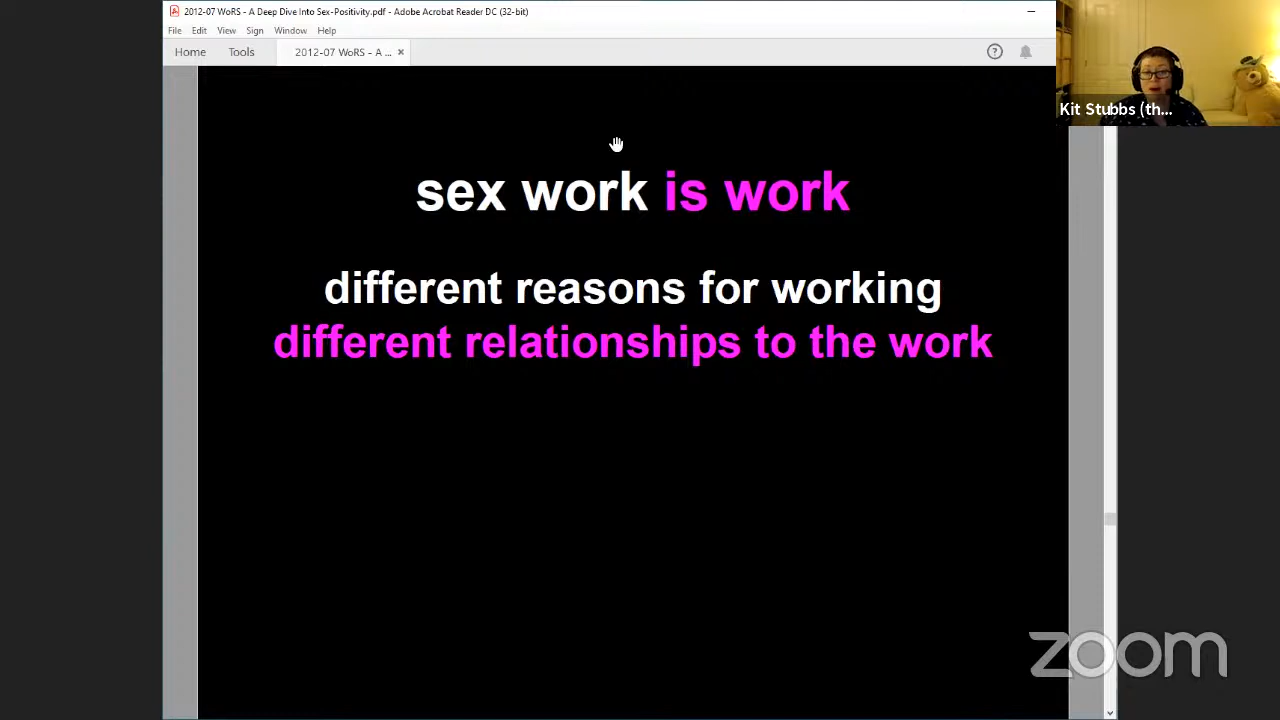 2012-07 WoRS - A Deep Dive Into Sex-Positivity.pdf - Adobe Acrobat Reader DC (32-bit)
File Edit View Sign Window Help
Home Tools 2012-07 WoRS - A ... ×
Kit Stubbs (th...
sex work is work
different reasons for working
different relationships to the work
zoom